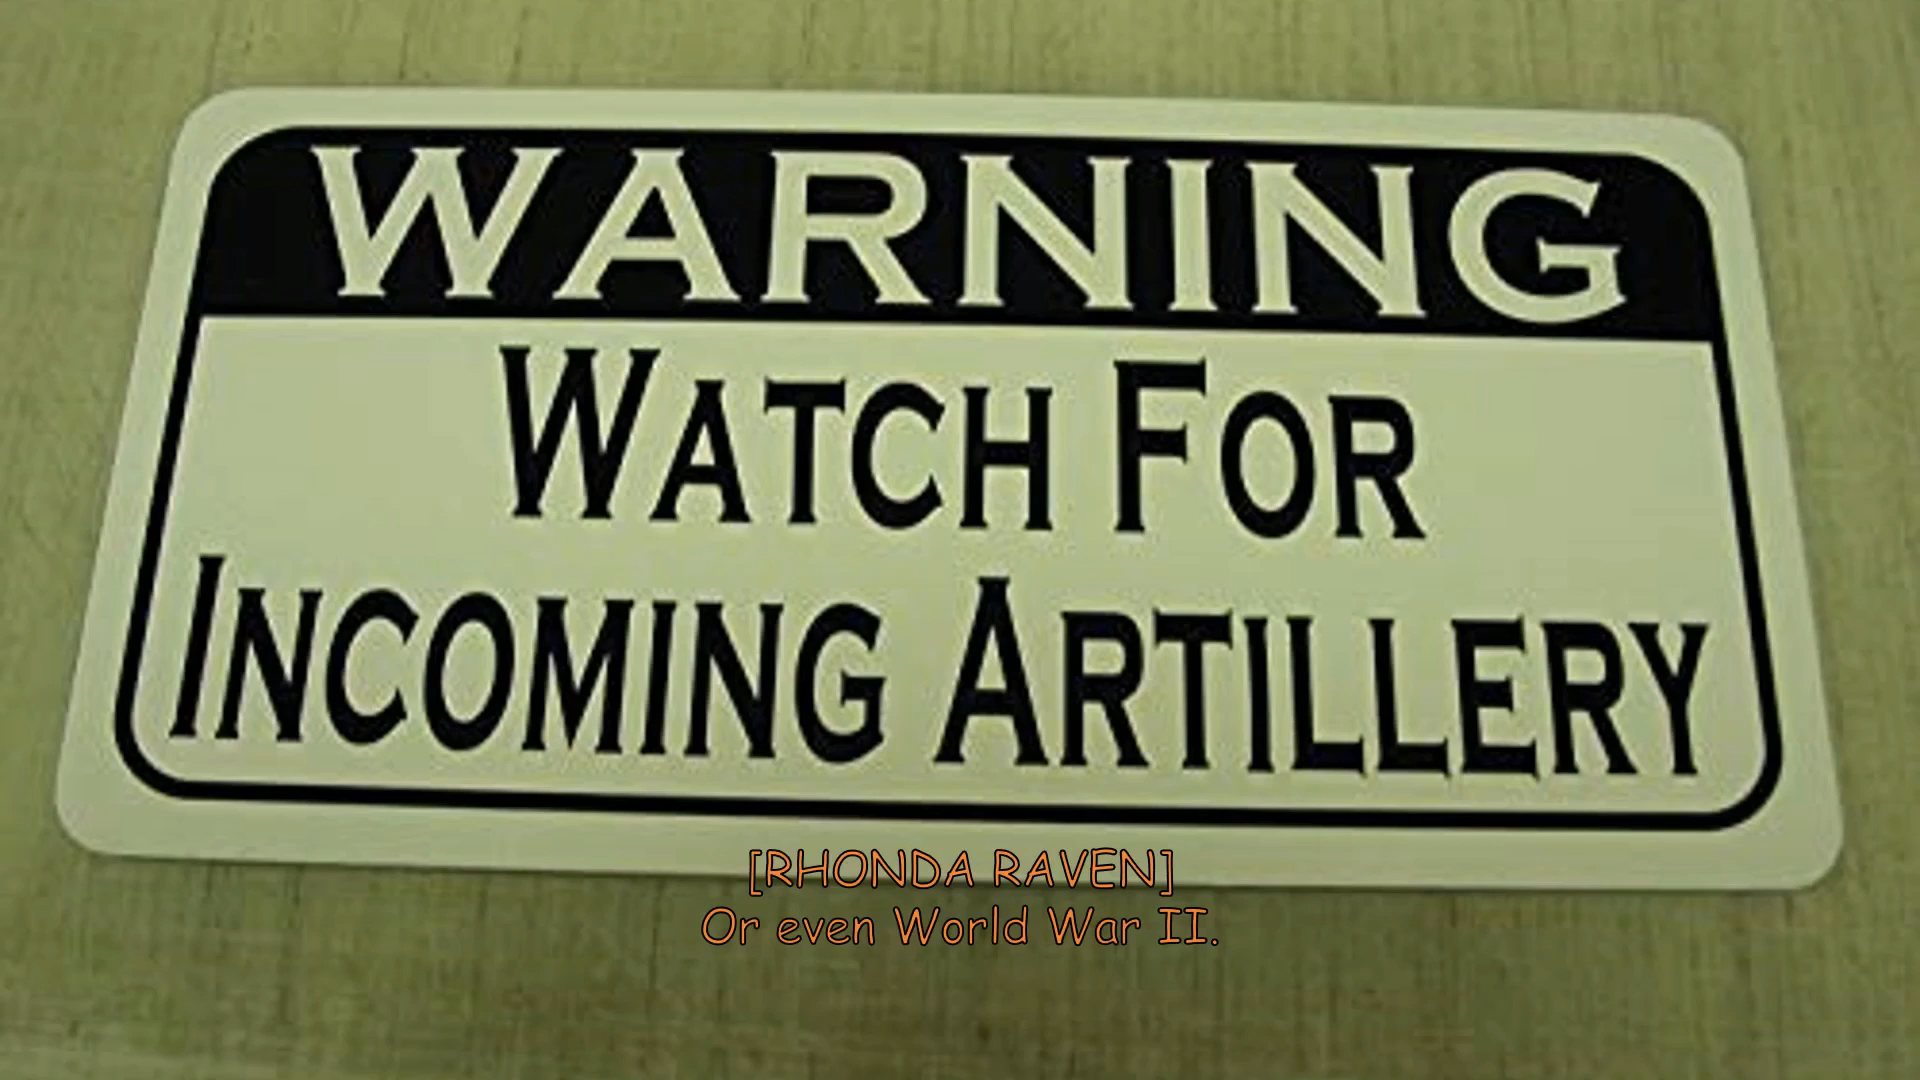 WARNING
WATCH FOR
INCOMING ARTILLERY
[RHONDA RAVEN]
Or even World War II.